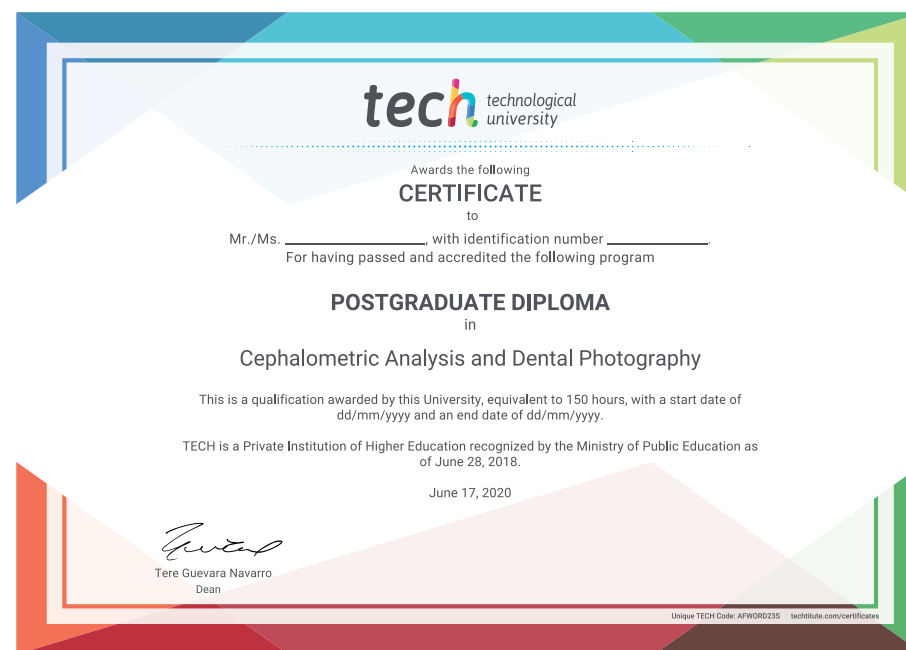 tech technological
university
Awards the following
CERTIFICATE
to
Mr./Ms. ____________________, with identification number ______________.
For having passed and accredited the following program
POSTGRADUATE DIPLOMA
in
Cephalometric Analysis and Dental Photography
This is a qualification awarded by this University, equivalent to 150 hours, with a start date of
dd/mm/yyyy and an end date of dd/mm/yyyy.
TECH is a Private Institution of Higher Education recognized by the Ministry of Public Education as
of June 28, 2018.
June 17, 2020
Tere Guevara Navarro
Dean
Unique TECH Code: AFWORD23S techtitute.com/certificates